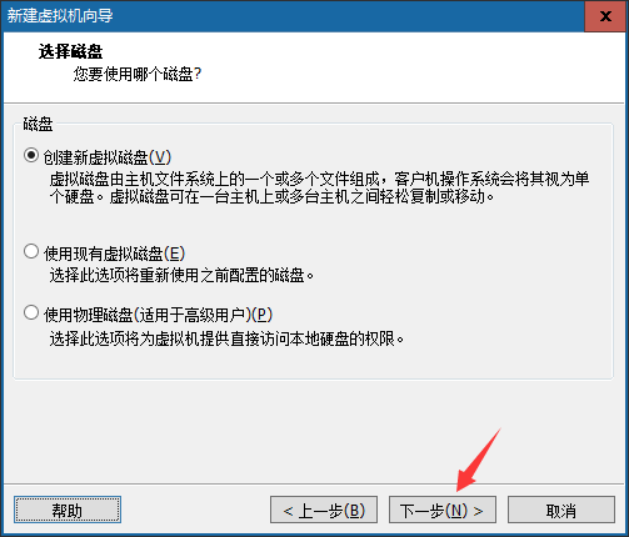 新建虚拟机向导
x
选择磁盘
您要使用哪个磁盘?
磁盘
创建新虚拟磁盘(V)
虚拟磁盘由主机文件系统上的一个或多个文件组成，客户机操作系统会将其视为单
个硬盘。虚拟磁盘可在一台主机上或多台主机之间轻松复制或移动。
使用现有虚拟磁盘(E)
选择此选项将重新使用之前配置的磁盘。
使用物理磁盘(适用于高级用户)(P)
选择此选项将为虚拟机提供直接访问本地硬盘的权限。
帮助 < 上一步(B) 下一步(N) > 取消